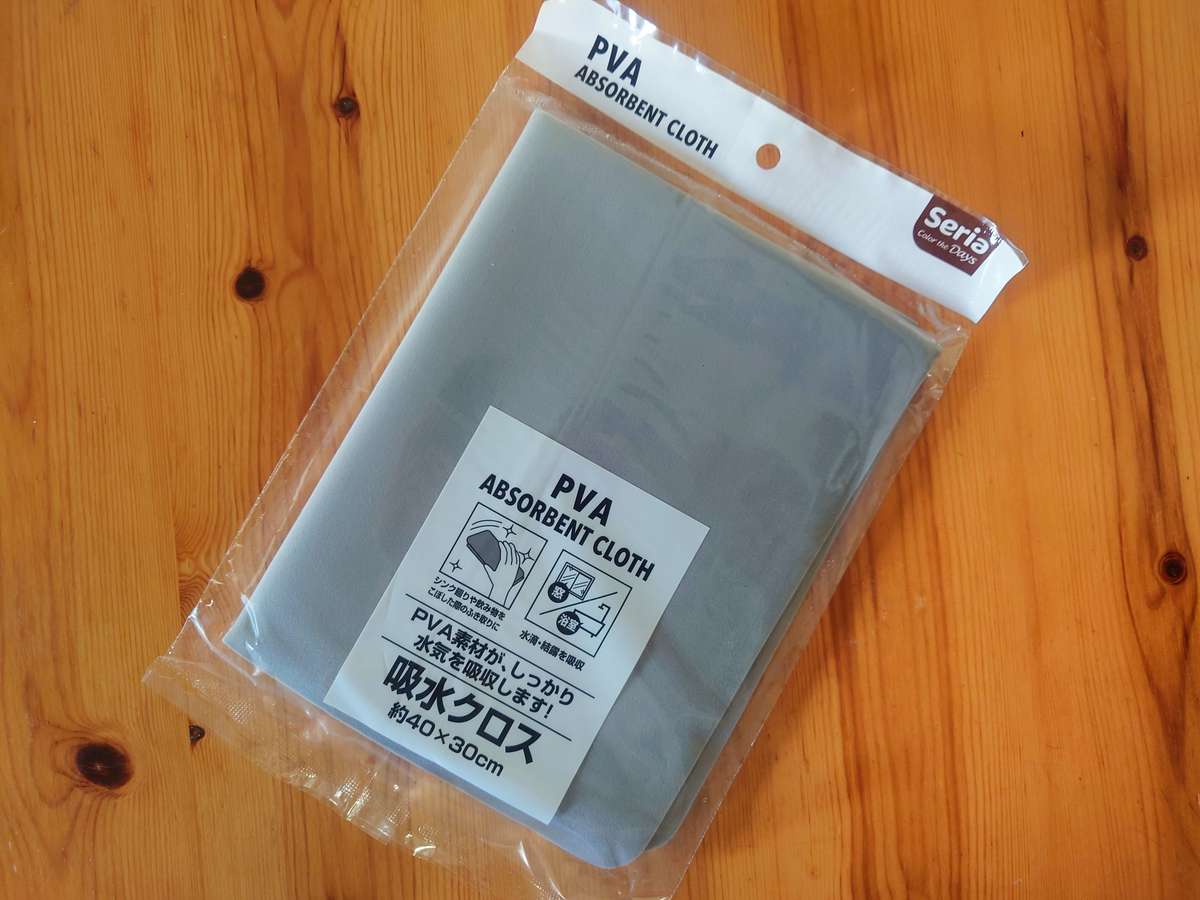 PVA
ABSORBENT CLOTH
Seria
Color the Days
PVA
ABSORBENT CLOTH
シンク廻りや飲み物を
こぼした際のふき取りに
窓
浴室
水滴・結露を吸収
PVA素材が、しっかり
水気を吸収します!
吸水クロス
約40×30cm